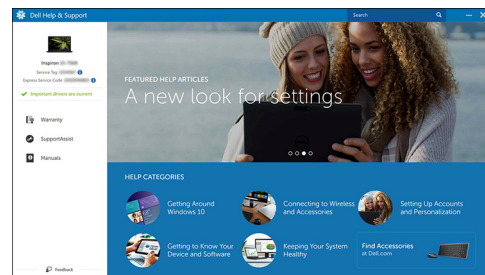 Dell Help & Support
Search
Inspiron
Service Tag
Express Service Code
Important drivers are current
Warranty
SupportAssist
Manuals
Feedback
FEATURED HELP ARTICLES
A new look for settings
HELP CATEGORIES
Getting Around
Windows 10
Connecting to Wireless
and Accessories
Setting Up Accounts
and Personalization
Getting to Know Your
Device and Software
Keeping Your System
Healthy
Find Accessories
at Dell.com